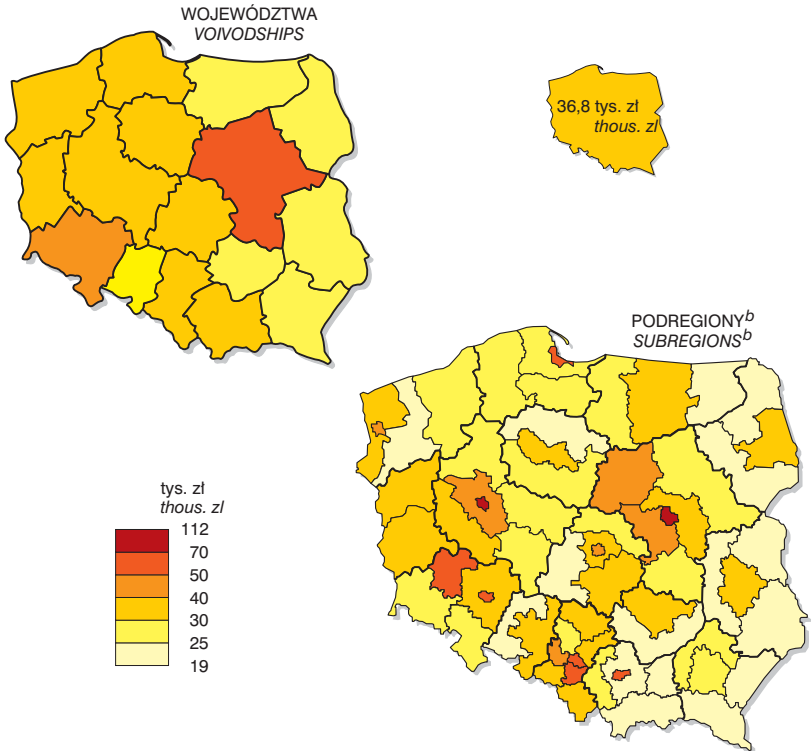 WOJEWÓDZTWA
VOIVODSHIPS
36,8 tys. zł
thous. zl
PODREGIONY b
SUBREGIONS b
tys. zł
thous. zl
112
70
50
40
30
25
19